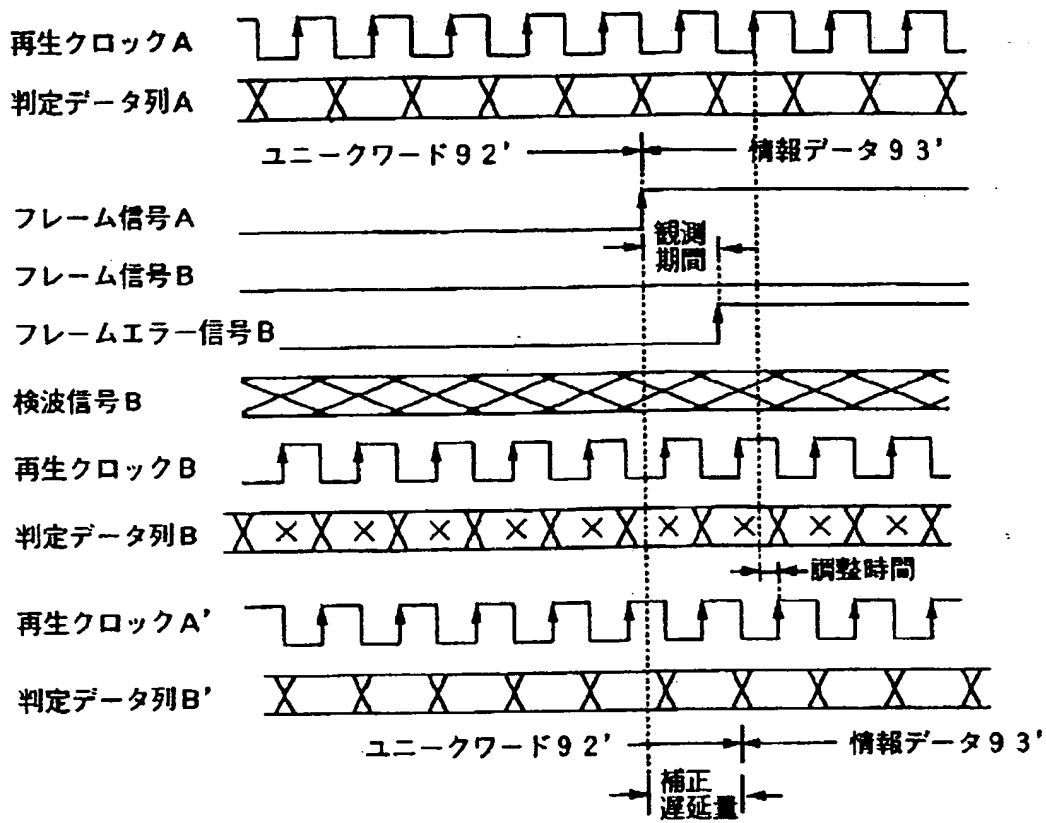 再生クロックA
判定データ列A
ユニークワード92' 情報データ93'
フレーム信号A
観測
期間
フレーム信号B
フレームエラー信号B
検波信号B
再生クロックB
判定データ列B
調整時間
再生クロックA'
判定データ列B'
ユニークワード92' 情報データ93'
補正
遅延量